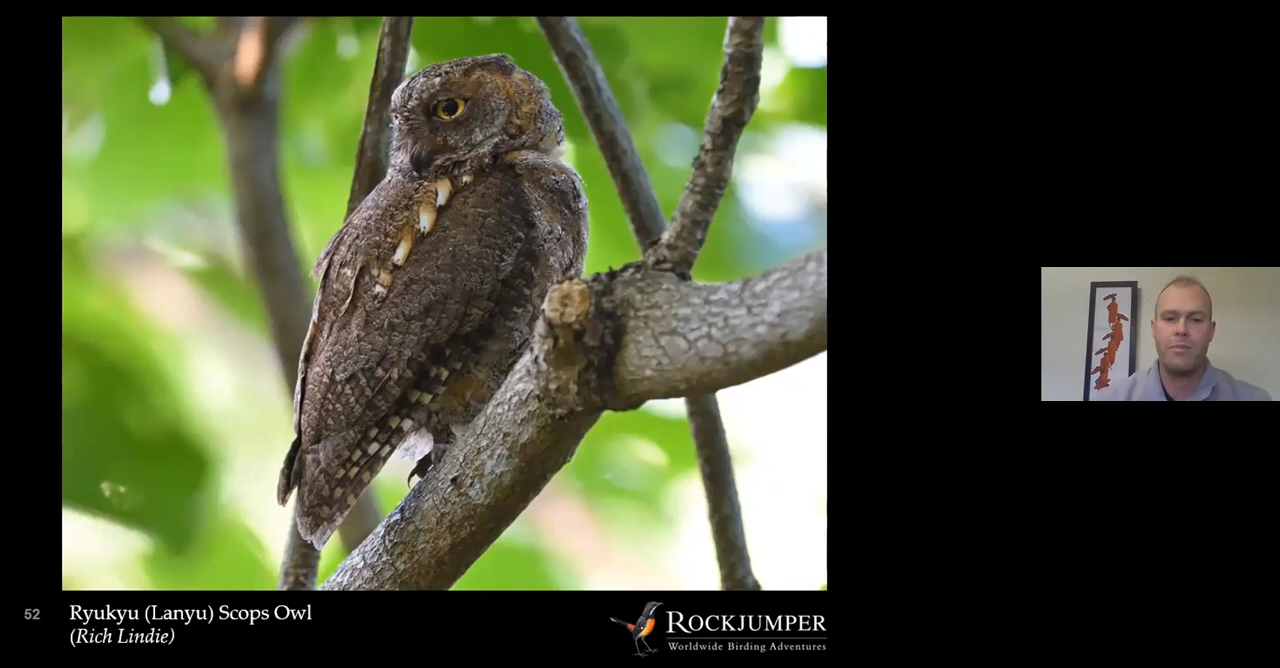 52
Ryukyu (Lanyu) Scops Owl
(Rich Lindie)
ROCKJUMPER
Worldwide Birding Adventures